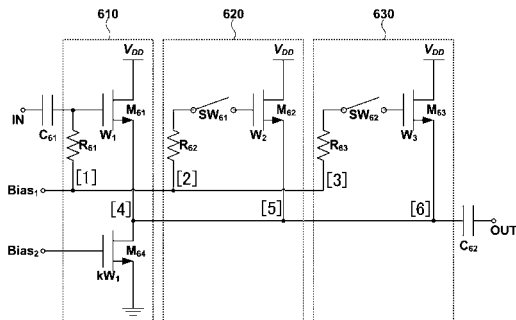 610
620
630
VDD
VDD
VDD
IN
C61
M61
W1
R61
SW61
M62
W2
R62
SW62
M63
W3
R63
Bias1
[1]
[2]
[3]
[4]
[5]
[6]
Bias2
M64
kW1
C62
OUT